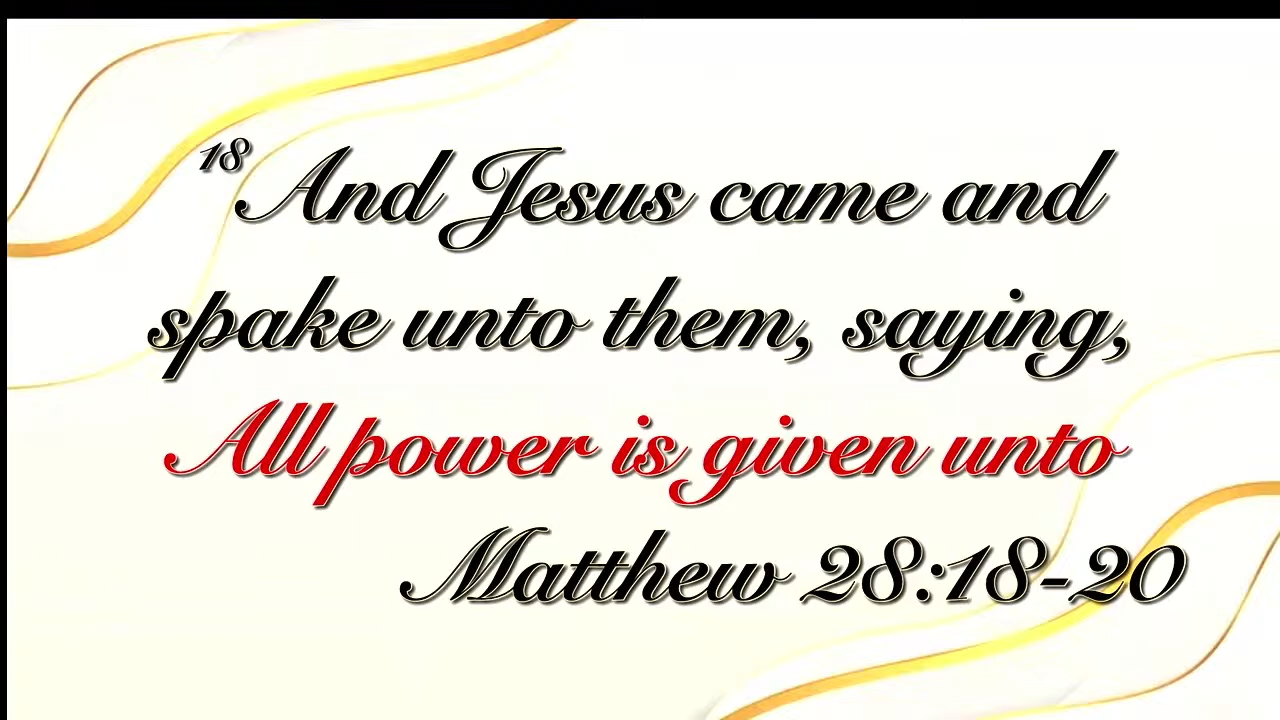 18 And Jesus came and
spake unto them, saying,
All power is given unto
Matthew 28:18-20